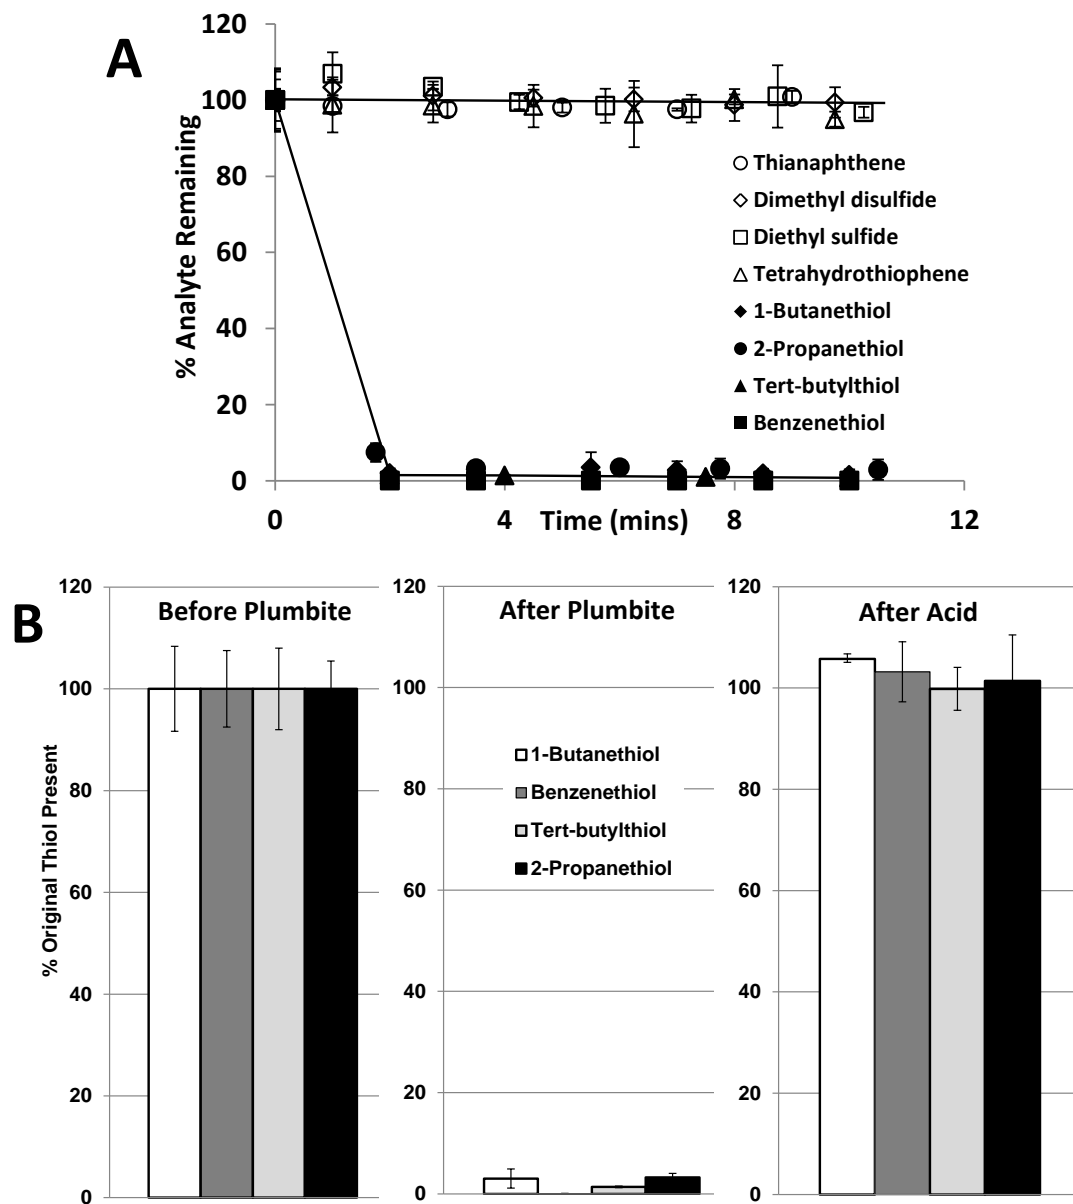 A
120
100
80
60
40
20
0
% Analyte Remaining
Thianaphthene
Dimethyl disulfide
Diethyl sulfide
Tetrahydrothiophene
1-Butanethiol
2-Propanethiol
Tert-butylthiol
Benzenethiol
0
4
8
12
Time (mins)
B
% Original Thiol Present
120
100
80
60
40
20
0
Before Plumbite
120
100
80
60
40
20
0
After Plumbite
1-Butanethiol
Benzenethiol
Tert-butylthiol
2-Propanethiol
120
100
80
60
40
20
0
After Acid